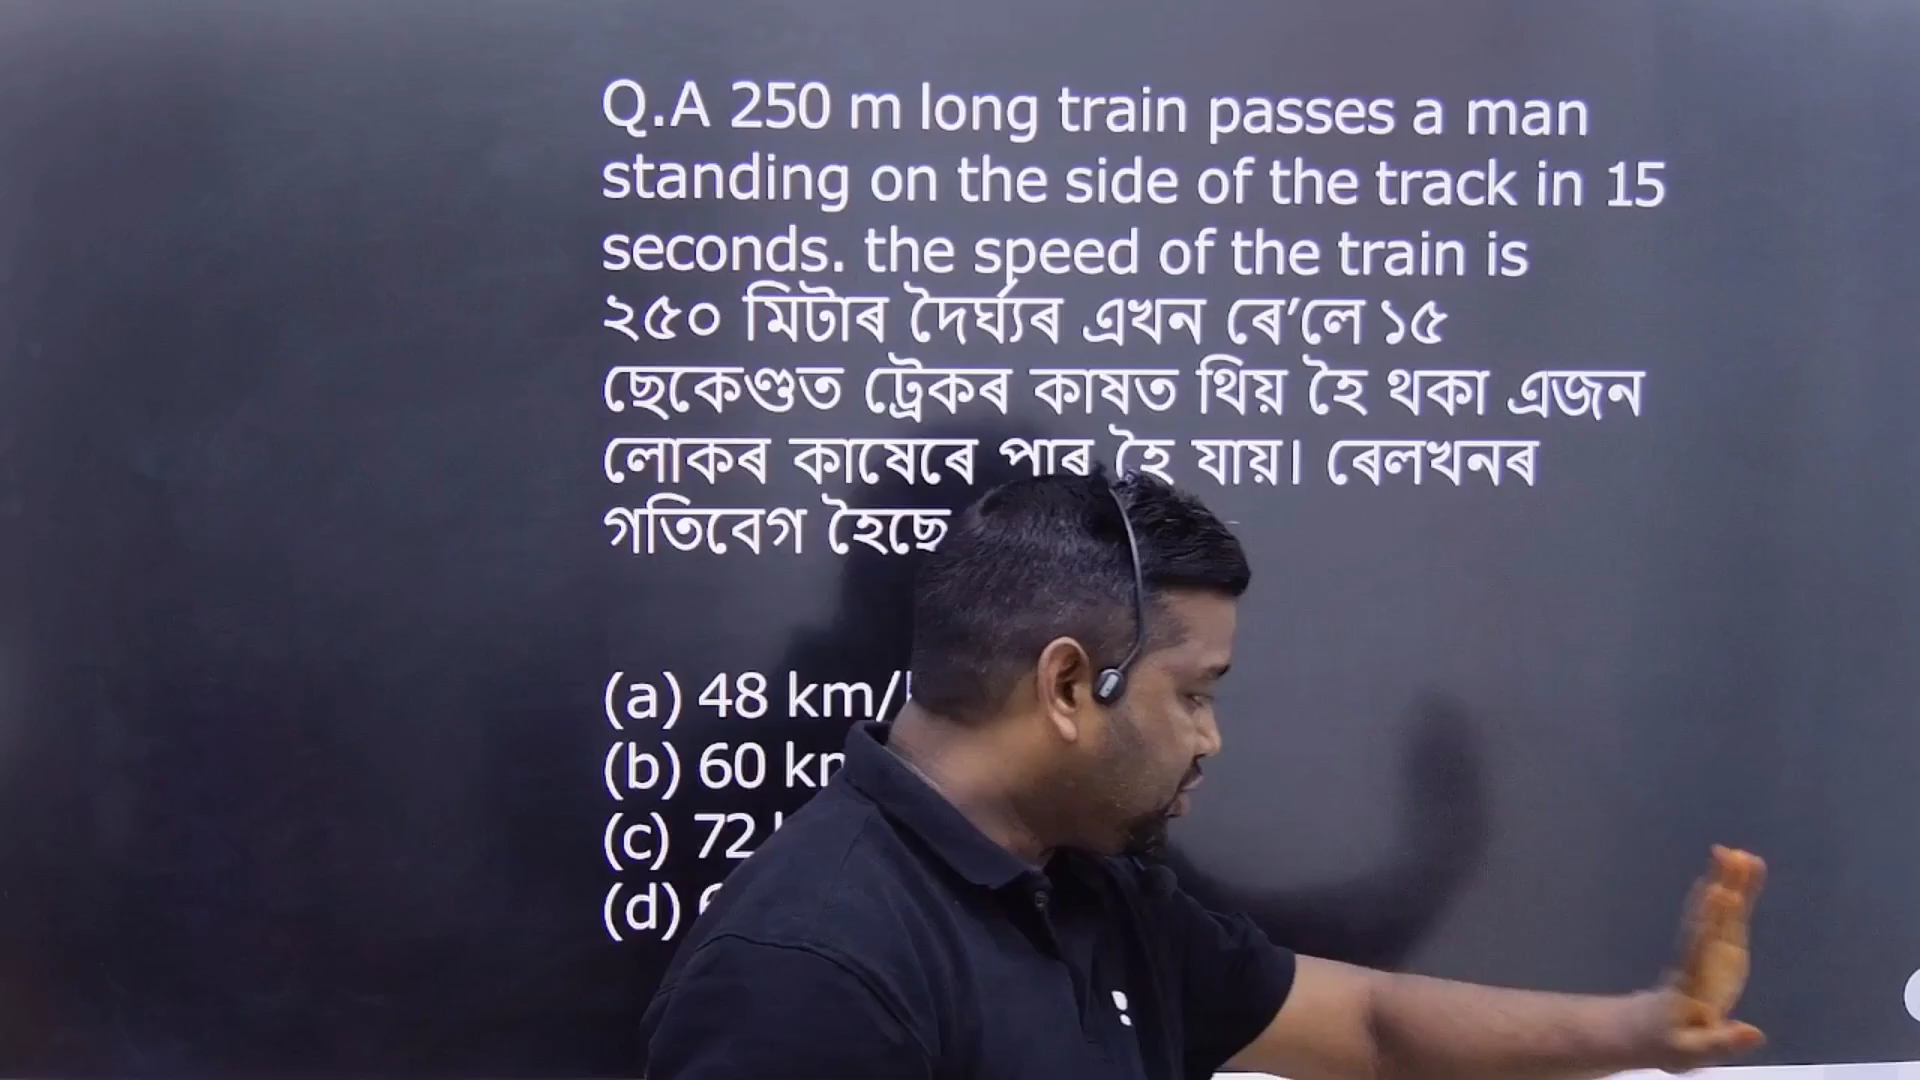 Q.A 250 m long train passes a man
standing on the side of the track in 15
seconds. the speed of the train is
২৫০ মিটাৰ দৈৰ্ঘ্যৰ এখন ৰে’লে ১৫
ছেকেণ্ডত ট্ৰেকৰ কাষত থিয় হৈ থকা এজন
লোকৰ কাষেৰে পাৰ হৈ যায়। ৰেলখনৰ
গতিবেগ হৈছে
(a) 48 km/
(b) 60
(c) 72
(d)